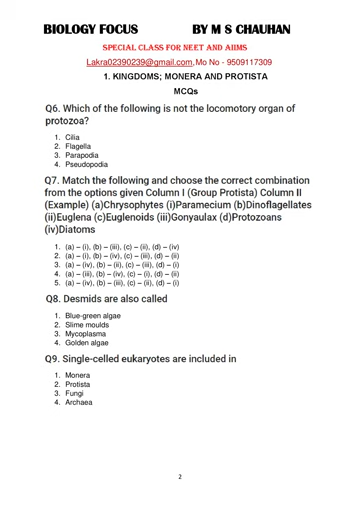 BIOLOGY FOCUS BY M S CHAUHAN
SPECIAL CLASS FOR NEET AND AIIMS
Lakra02390239@gmail.com,Mo No - 9509117309
1. KINGDOMS; MONERA AND PROTISTA
MCQs
Q6. Which of the following is not the locomotory organ of
protozoa?
1. Cilia
2. Flagella
3. Parapodia
4. Pseudopodia
Q7. Match the following and choose the correct combination
from the options given Column I (Group Protista) Column II
(Example) (a)Chrysophytes (i)Paramecium (b)Dinoflagellates
(ii)Euglena (c)Euglenoids (iii)Gonyaulax (d)Protozoans
(iv)Diatoms
1. (a) – (i), (b) – (iii), (c) – (ii), (d) – (iv)
2. (a) – (i), (b) – (iv), (c) – (iii), (d) – (ii)
3. (a) – (iv), (b) – (ii), (c) – (iii), (d) – (i)
4. (a) – (iii), (b) – (iv), (c) – (i), (d) – (ii)
5. (a) – (iv), (b) – (iii), (c) – (ii), (d) – (i)
Q8. Desmids are also called
1. Blue-green algae
2. Slime moulds
3. Mycoplasma
4. Golden algae
Q9. Single-celled eukaryotes are included in
1. Monera
2. Protista
3. Fungi
4. Archaea
2